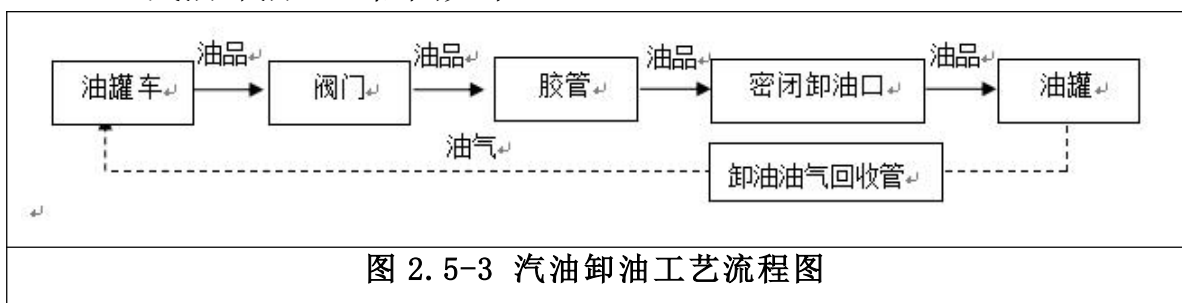 油品 油品 油品 油品
油罐车 阀门 胶管 密闭卸油口 油罐
油气
卸油油气回收管
图 2.5-3 汽油卸油工艺流程图